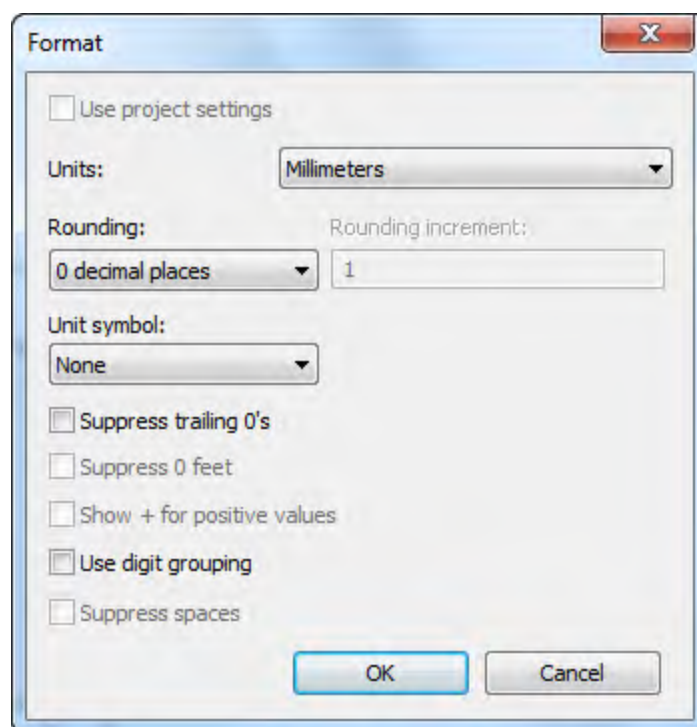 Format
Use project settings
Units: Millimeters
Rounding: Rounding increment:
0 decimal places 1
Unit symbol:
None
Suppress trailing 0's
Suppress 0 feet
Show + for positive values
Use digit grouping
Suppress spaces
OK Cancel